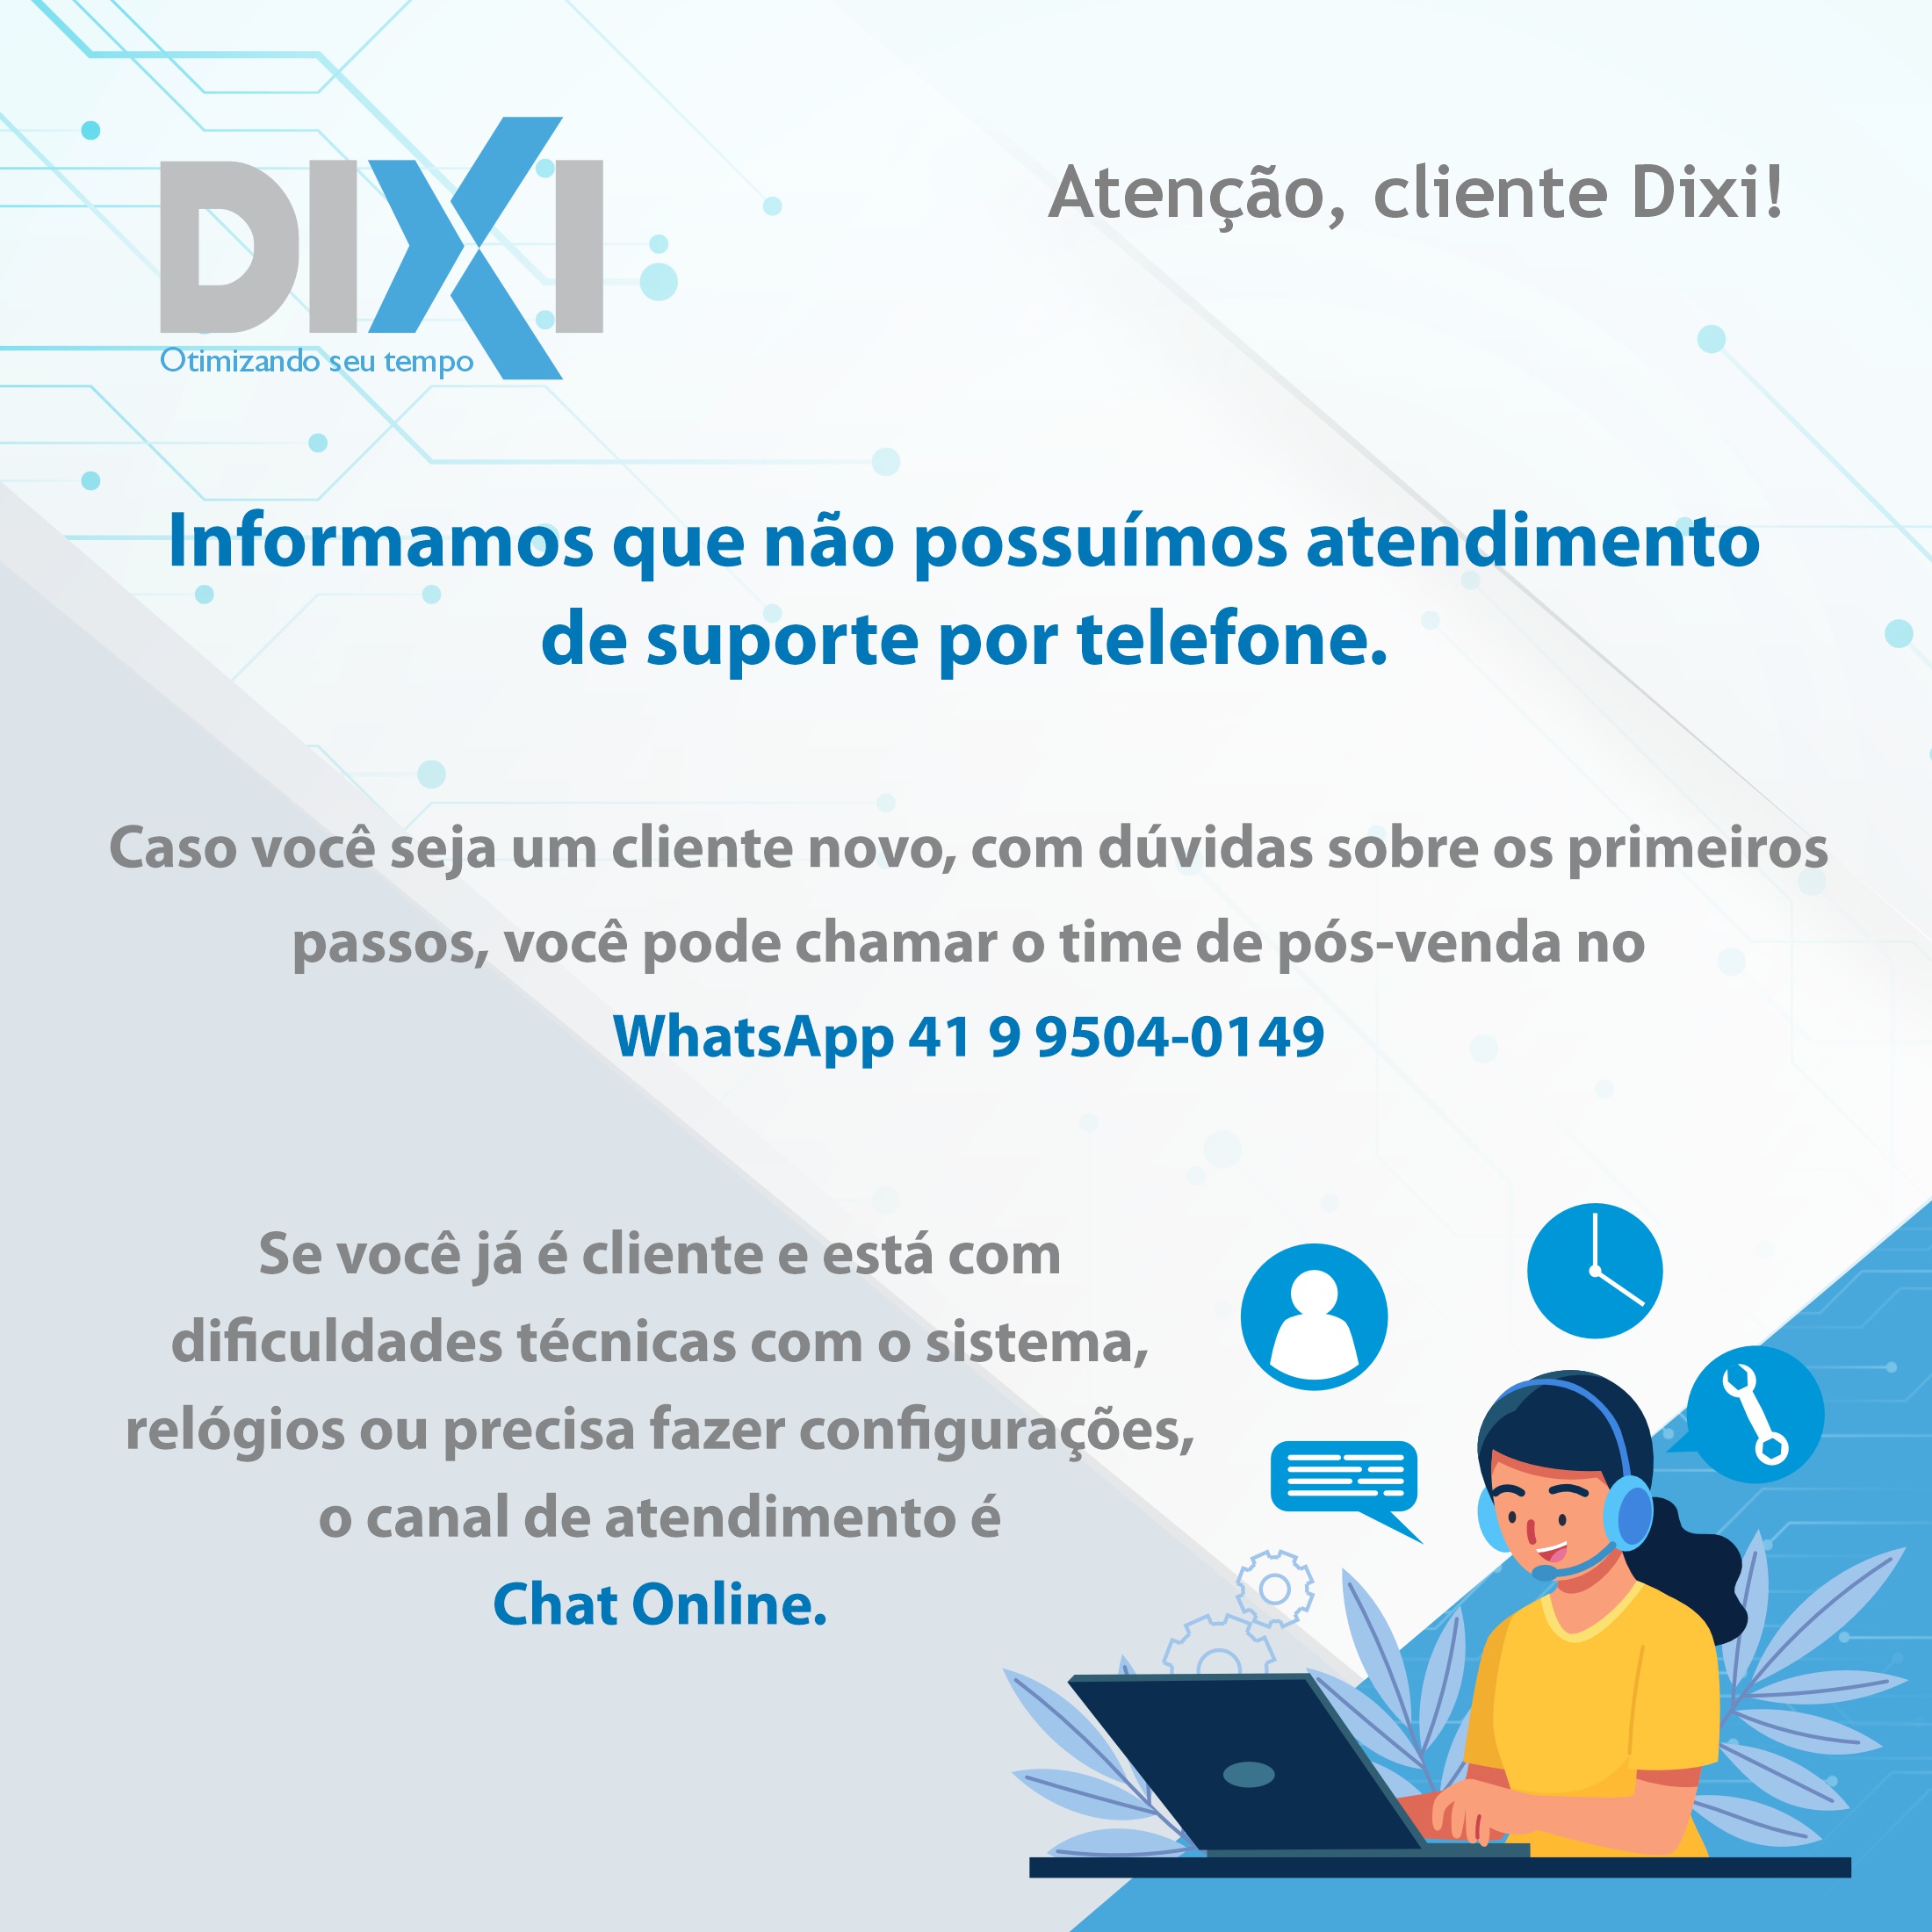 DIXI
Otimizando seu tempo
Atenção, cliente Dixi!
Informamos que não possuímos atendimento
de suporte por telefone.
Caso você seja um cliente novo, com dúvidas sobre os primeiros
passos, você pode chamar o time de pós-venda no
WhatsApp 41 9 9504-0149
Se você já é cliente e está com
dificuldades técnicas com o sistema,
relógios ou precisa fazer configurações,
o canal de atendimento é
Chat Online.